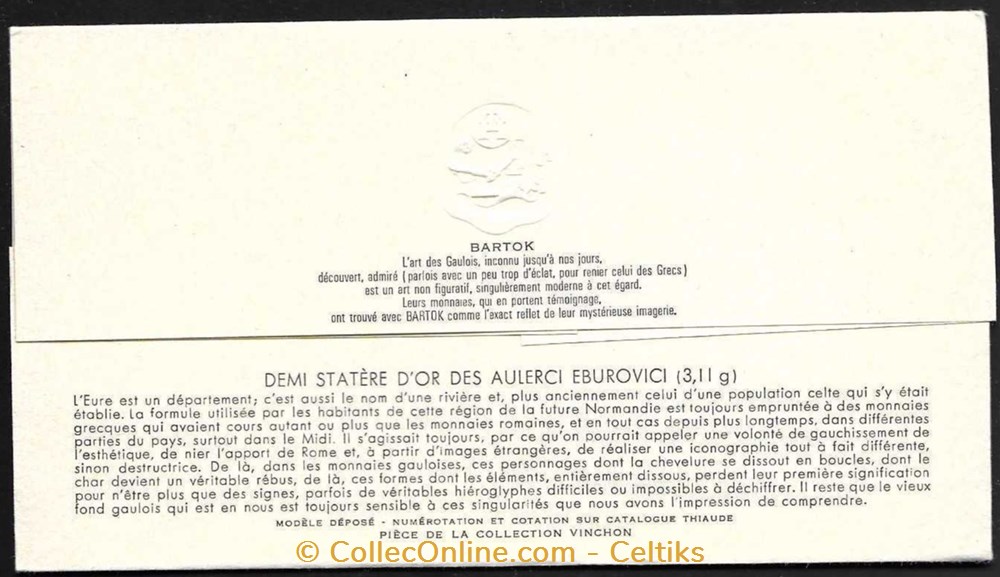 BARTOK
L'art des Gaulois, inconnu jusqu'à nos jours,
découvert, admiré (parfois avec un peu trop d'éclat, pour renier celui des Grecs)
est un art non figuratif, singulièrement moderne à cet égard.
Leurs monnaies, qui en portent témoignage,
ont trouvé avec BARTOK comme l'exact reflet de leur mystérieuse imagerie.
DEMI STATÈRE D'OR DES AULERCI EBUROVICI (3,11 g)
L'Eure est un département; c'est aussi le nom d'une rivière et, plus anciennement celui d'une population celte qui s'y était
établie. La formule utilisée par les habitants de cette région de la future Normandie est toujours empruntée à des monnaies
grecques qui avaient cours autant ou plus que les monnaies romaines, et en tout cas depuis plus longtemps, dans différentes
parties du pays, surtout dans le Midi. Il s'agissait toujours, par ce qu'on pourrait appeler une volonté de gauchissement de
l'esthétique, de nier l'apport de Rome et, à partir d'images étrangères, de réaliser une iconographie tout à fait différente,
sinon destructrice. De là, dans les monnaies gauloises, ces personnages dont la chevelure se dissout en boucles, dont le
char devient un véritable rébus, de là, ces formes dont les éléments, entièrement dissous, perdent leur première signification
pour n'être plus que des signes, parfois de véritables hiéroglyphes difficiles ou impossibles à déchiffrer. Il reste que le vieux
fond gaulois qui est en nous est toujours sensible à ces singularités que nous avons l'impression de comprendre.
MODÈLE DÉPOSÉ - NUMÉROTATION ET COTATION SUR CATALOGUE THIAUDE
PIÈCE DE LA COLLECTION VINCHON
© CollecOnline.com - Celtiks